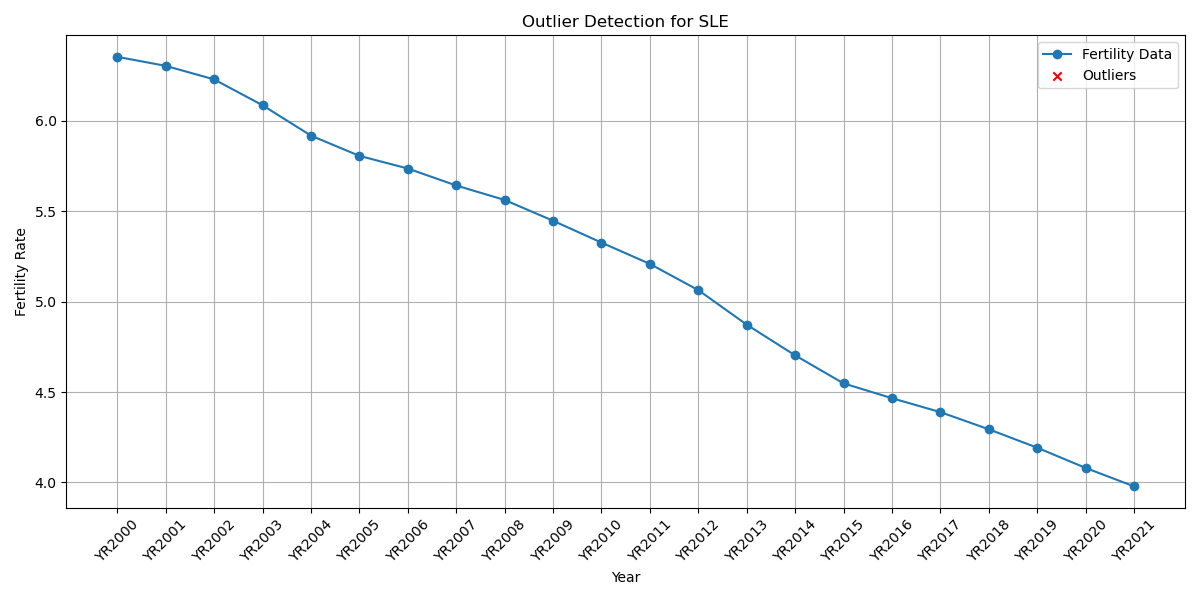 Outlier Detection for SLE
Fertility Data
Outliers
Fertility Rate
6.0
5.5
5.0
4.5
4.0
YR2000
YR2001
YR2002
YR2003
YR2004
YR2005
YR2006
YR2007
YR2008
YR2009
YR2010
YR2011
YR2012
YR2013
YR2014
YR2015
YR2016
YR2017
YR2018
YR2019
YR2020
YR2021
Year